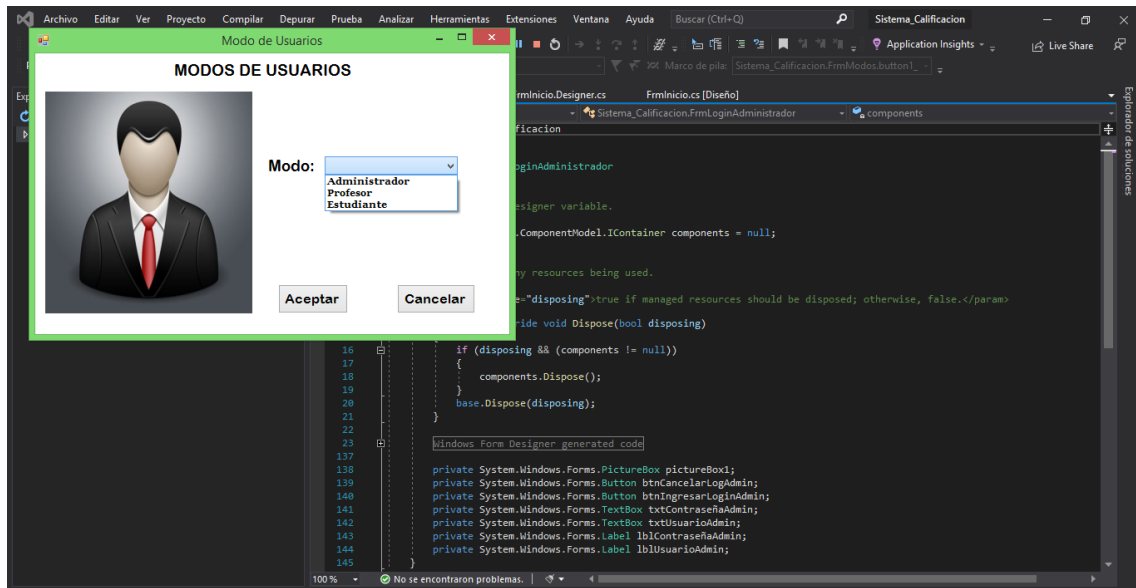 Archivo Editar Ver Proyecto Compilar Depurar Prueba Analizar Herramientas Extensiones Ventana Ayuda Buscar (Ctrl+Q) Sistema_Calificacion
Modo de Usuarios
Application Insights
Live Share
MODOS DE USUARIOS
Marco de pila: Sistema_Calificacion.FrmModos.button1_
Exp
rmInicio.Designer.cs FrmInicio.cs [Diseño]
Sistema_Calificacion.FrmLoginAdministrador components
Explorador de soluciones
ificacion
Modo:
Administrador
Profesor
Estudiante
Aceptar Cancelar
oginAdministrador
esigner variable.
.ComponentModel.IContainer components = null;
ny resources being used.
e="disposing">true if managed resources should be disposed; otherwise, false.</param>
ride void Dispose(bool disposing)
16 if (disposing && (components != null))
17 {
18 components.Dispose();
19 }
20 base.Dispose(disposing);
21 }
22
23 Windows Form Designer generated code
137
138 private System.Windows.Forms.PictureBox pictureBox1;
139 private System.Windows.Forms.Button btnCancelarLogAdmin;
140 private System.Windows.Forms.Button btnIngresarLoginAdmin;
141 private System.Windows.Forms.TextBox txtContraseñaAdmin;
142 private System.Windows.Forms.TextBox txtUsuarioAdmin;
143 private System.Windows.Forms.Label lblContraseñaAdmin;
144 private System.Windows.Forms.Label lblUsuarioAdmin;
145 }
100 % No se encontraron problemas.